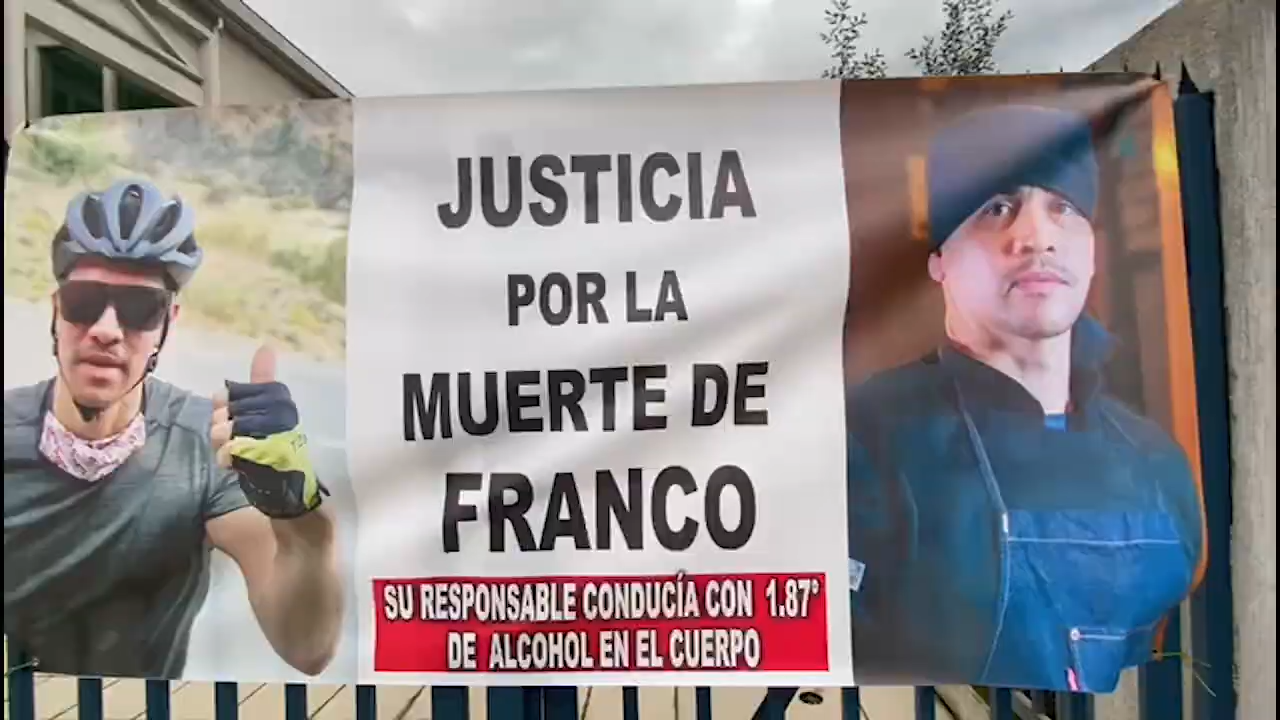 JUSTICIA
POR LA
MUERTE DE
FRANCO
SU RESPONSABLE CONDUCÍA CON 1.87°
DE ALCOHOL EN EL CUERPO